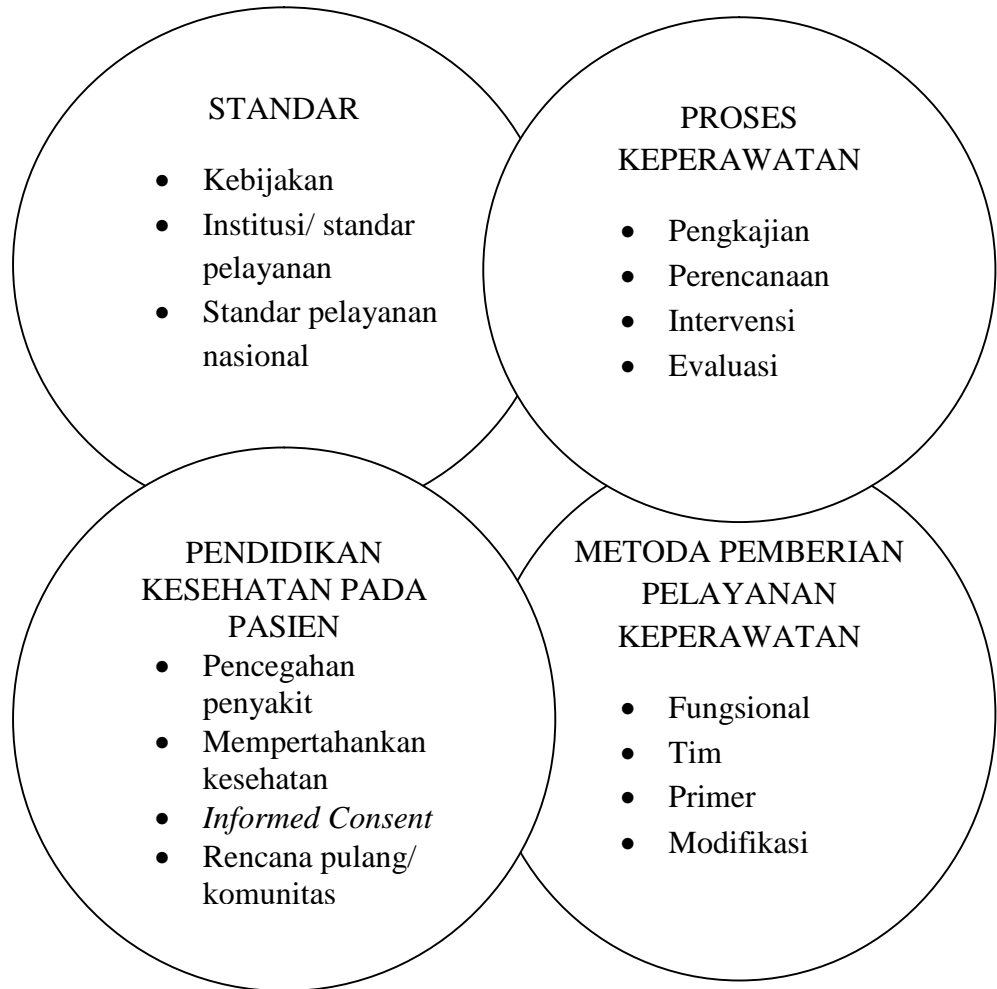 STANDAR
• Kebijakan
• Institusi/ standar
pelayanan
• Standar pelayanan
nasional
PROSES
KEPERAWATAN
• Pengkajian
• Perencanaan
• Intervensi
• Evaluasi
PENDIDIKAN
KESEHATAN PADA
PASIEN
• Pencegahan
penyakit
• Mempertahankan
kesehatan
• Informed Consent
• Rencana pulang/
komunitas
METODA PEMBERIAN
PELAYANAN
KEPERAWATAN
• Fungsional
• Tim
• Primer
• Modifikasi